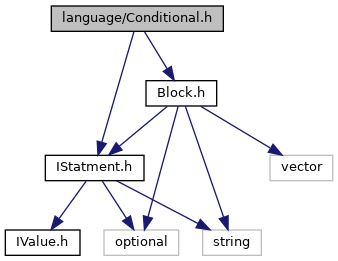 language/Conditional.h
Block.h
IStatment.h
vector
IValue.h
optional
string